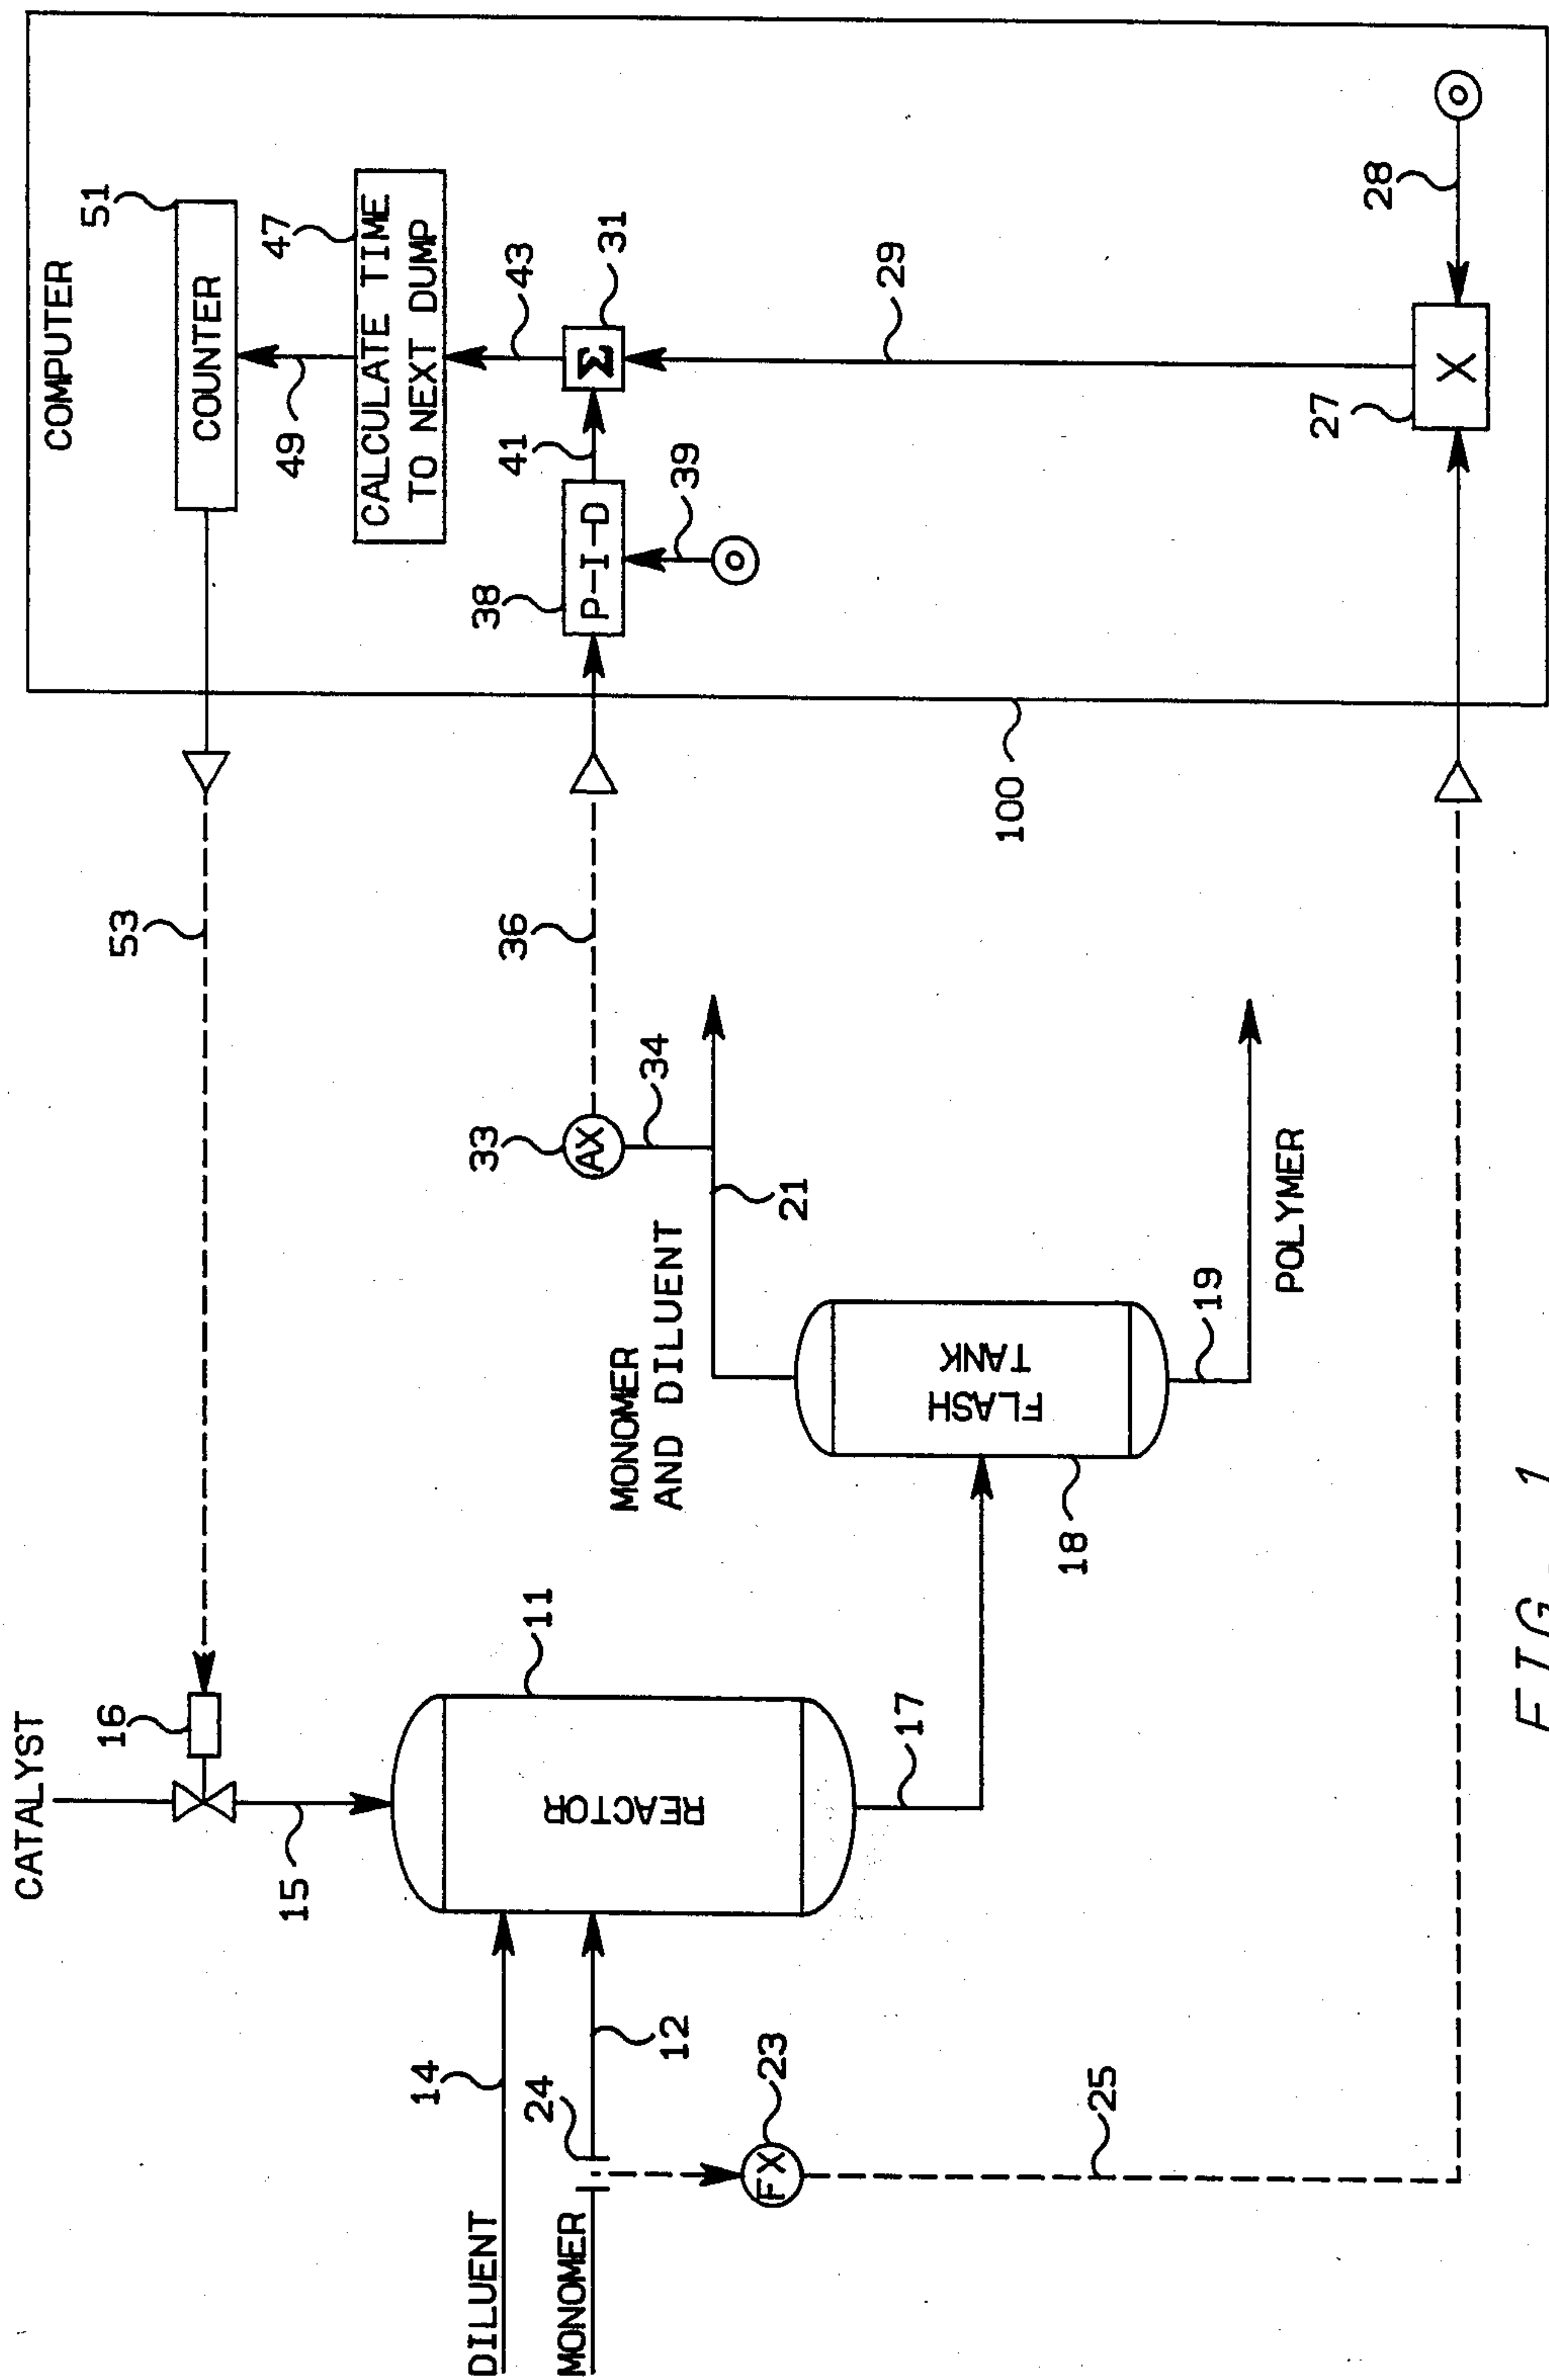 COMPUTER
51
COUNTER
49
47
CALCULATE TIME
TO NEXT DUMP
43
31
Σ
41
38
P-I-D
39
29
28
27
X
100
53
36
33
AX
34
21
MONOMER
AND DILUENT
FLASH
TANK
18
19
POLYMER
CATALYST
16
15
11
REACTOR
17
14
DILUENT
12
24
MONOMER
23
FX
25
FIG. 1